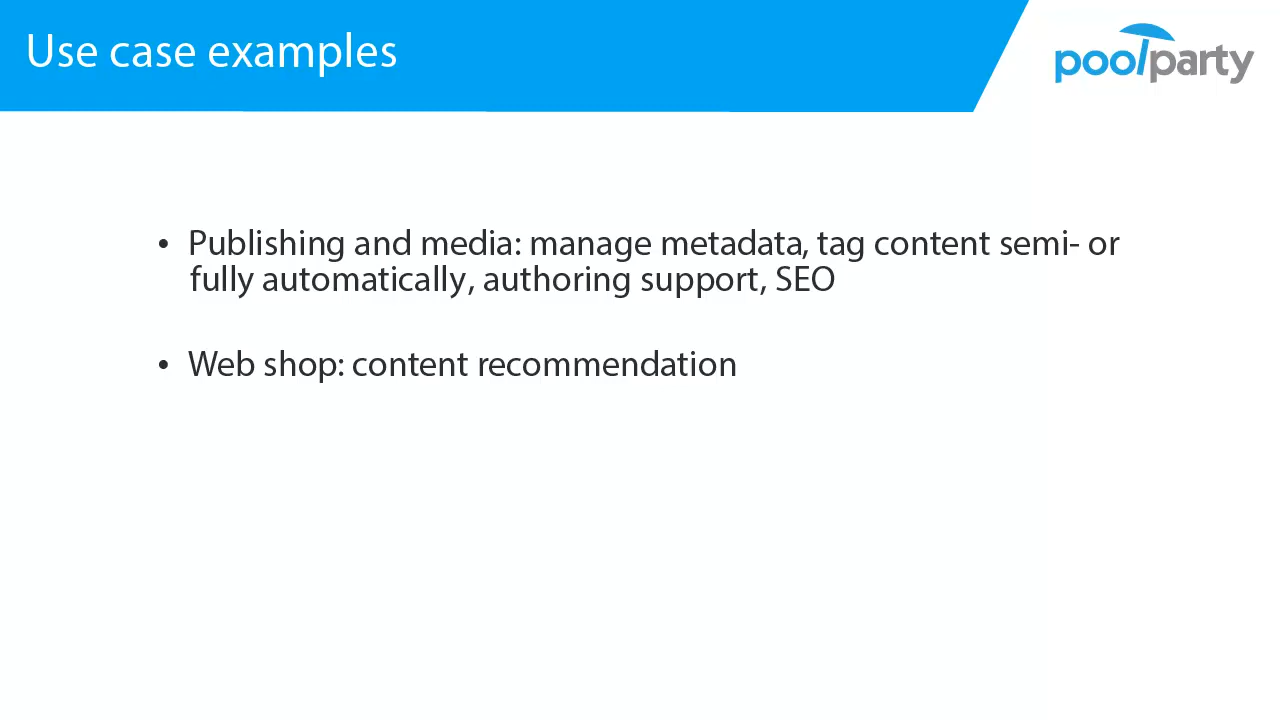 Use case examples
poolparty
• Publishing and media: manage metadata, tag content semi- or
fully automatically, authoring support, SEO
• Web shop: content recommendation